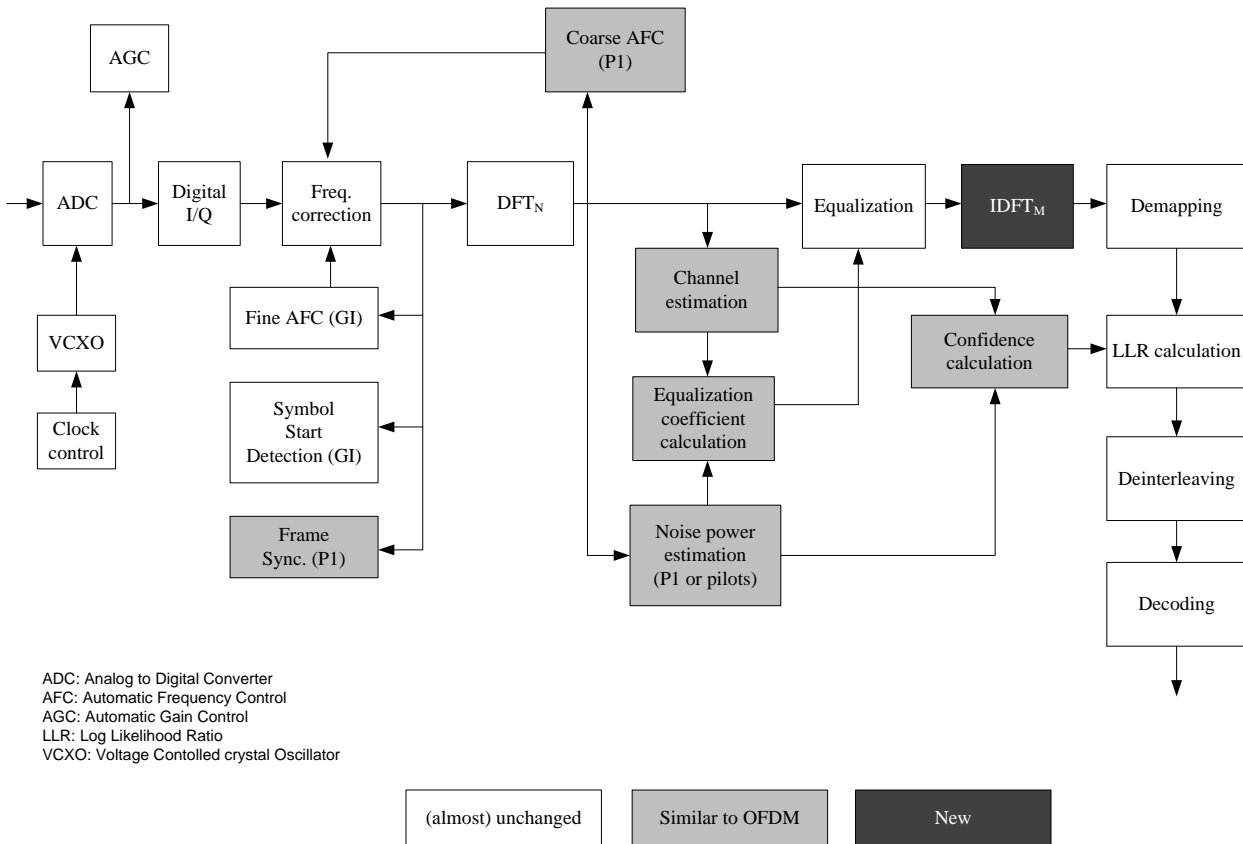 Coarse AFC
(P1)
AGC
ADC
Digital
I/Q
Freq.
correction
DFTN
Equalization
IDFTM
Demapping
Channel
estimation
Fine AFC (GI)
VCXO
Confidence
calculation
LLR calculation
Equalization
coefficient
calculation
Clock
control
Symbol
Start
Detection (GI)
Deinterleaving
Frame
Sync. (P1)
Noise power
estimation
(P1 or pilots)
Decoding
ADC: Analog to Digital Converter
AFC: Automatic Frequency Control
AGC: Automatic Gain Control
LLR: Log Likelihood Ratio
VCXO: Voltage Contolled crystal Oscillator
(almost) unchanged
Similar to OFDM
New